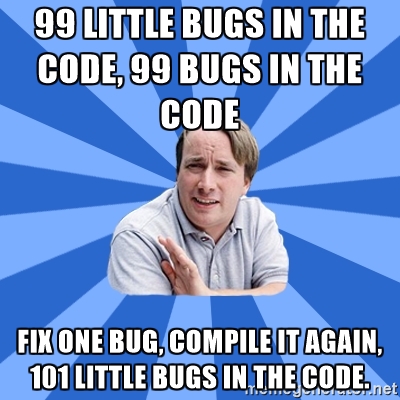 99 LITTLE BUGS IN THE
CODE, 99 BUGS IN THE
CODE
FIX ONE BUG, COMPILE IT AGAIN,
101 LITTLE BUGS IN THE CODE.
memegenerator.net